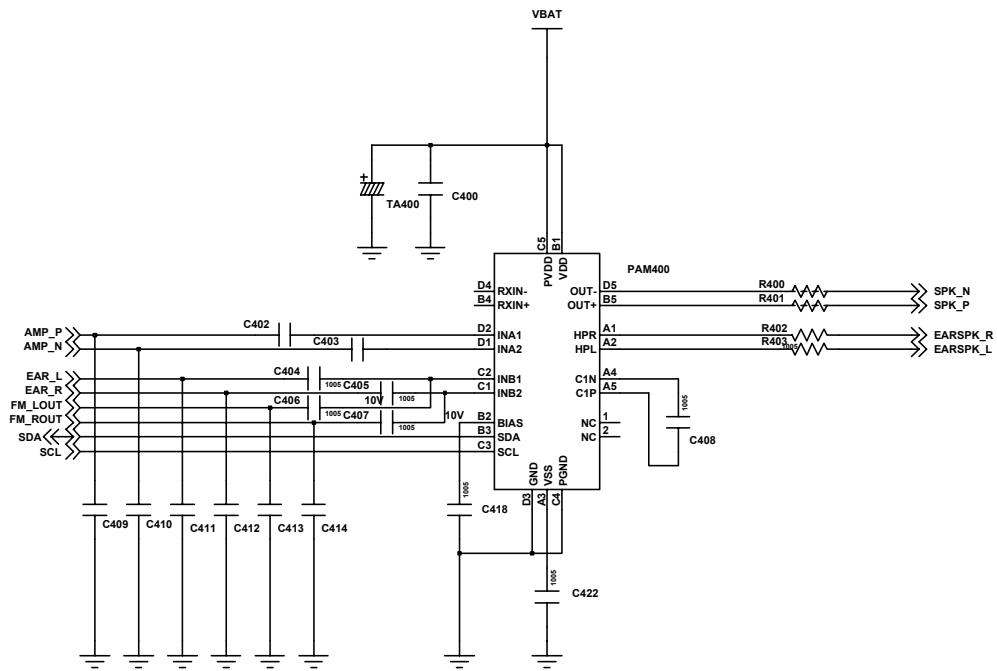 VBAT
+
TA400
C400
C5
B1
PVDD
VDD
PAM400
D4 RXIN-
B4 RXIN+
OUT- D5 R400 SPK_N
OUT+ B5 R401 SPK_P
AMP_P C402 D2 INA1
AMP_N C403 D1 INA2
HPR A1 R402 EARSPK_R
HPL A2 R403 1005 EARSPK_L
EAR_L C404 1005 C2 INB1
EAR_R C405 1005 C1 INB2
C1N A4
C1P A5
1005
C408
FM_LOUT C406 1005 10V
FM_ROUT C407 1005 10V B2 BIAS
SDA B3 SDA
SCL C3 SCL
NC 1
NC 2
GND
VSS
PGND
D3
A3
C4
C409
C410
C411
C412
C413
C414
1005
C418
1005
C422